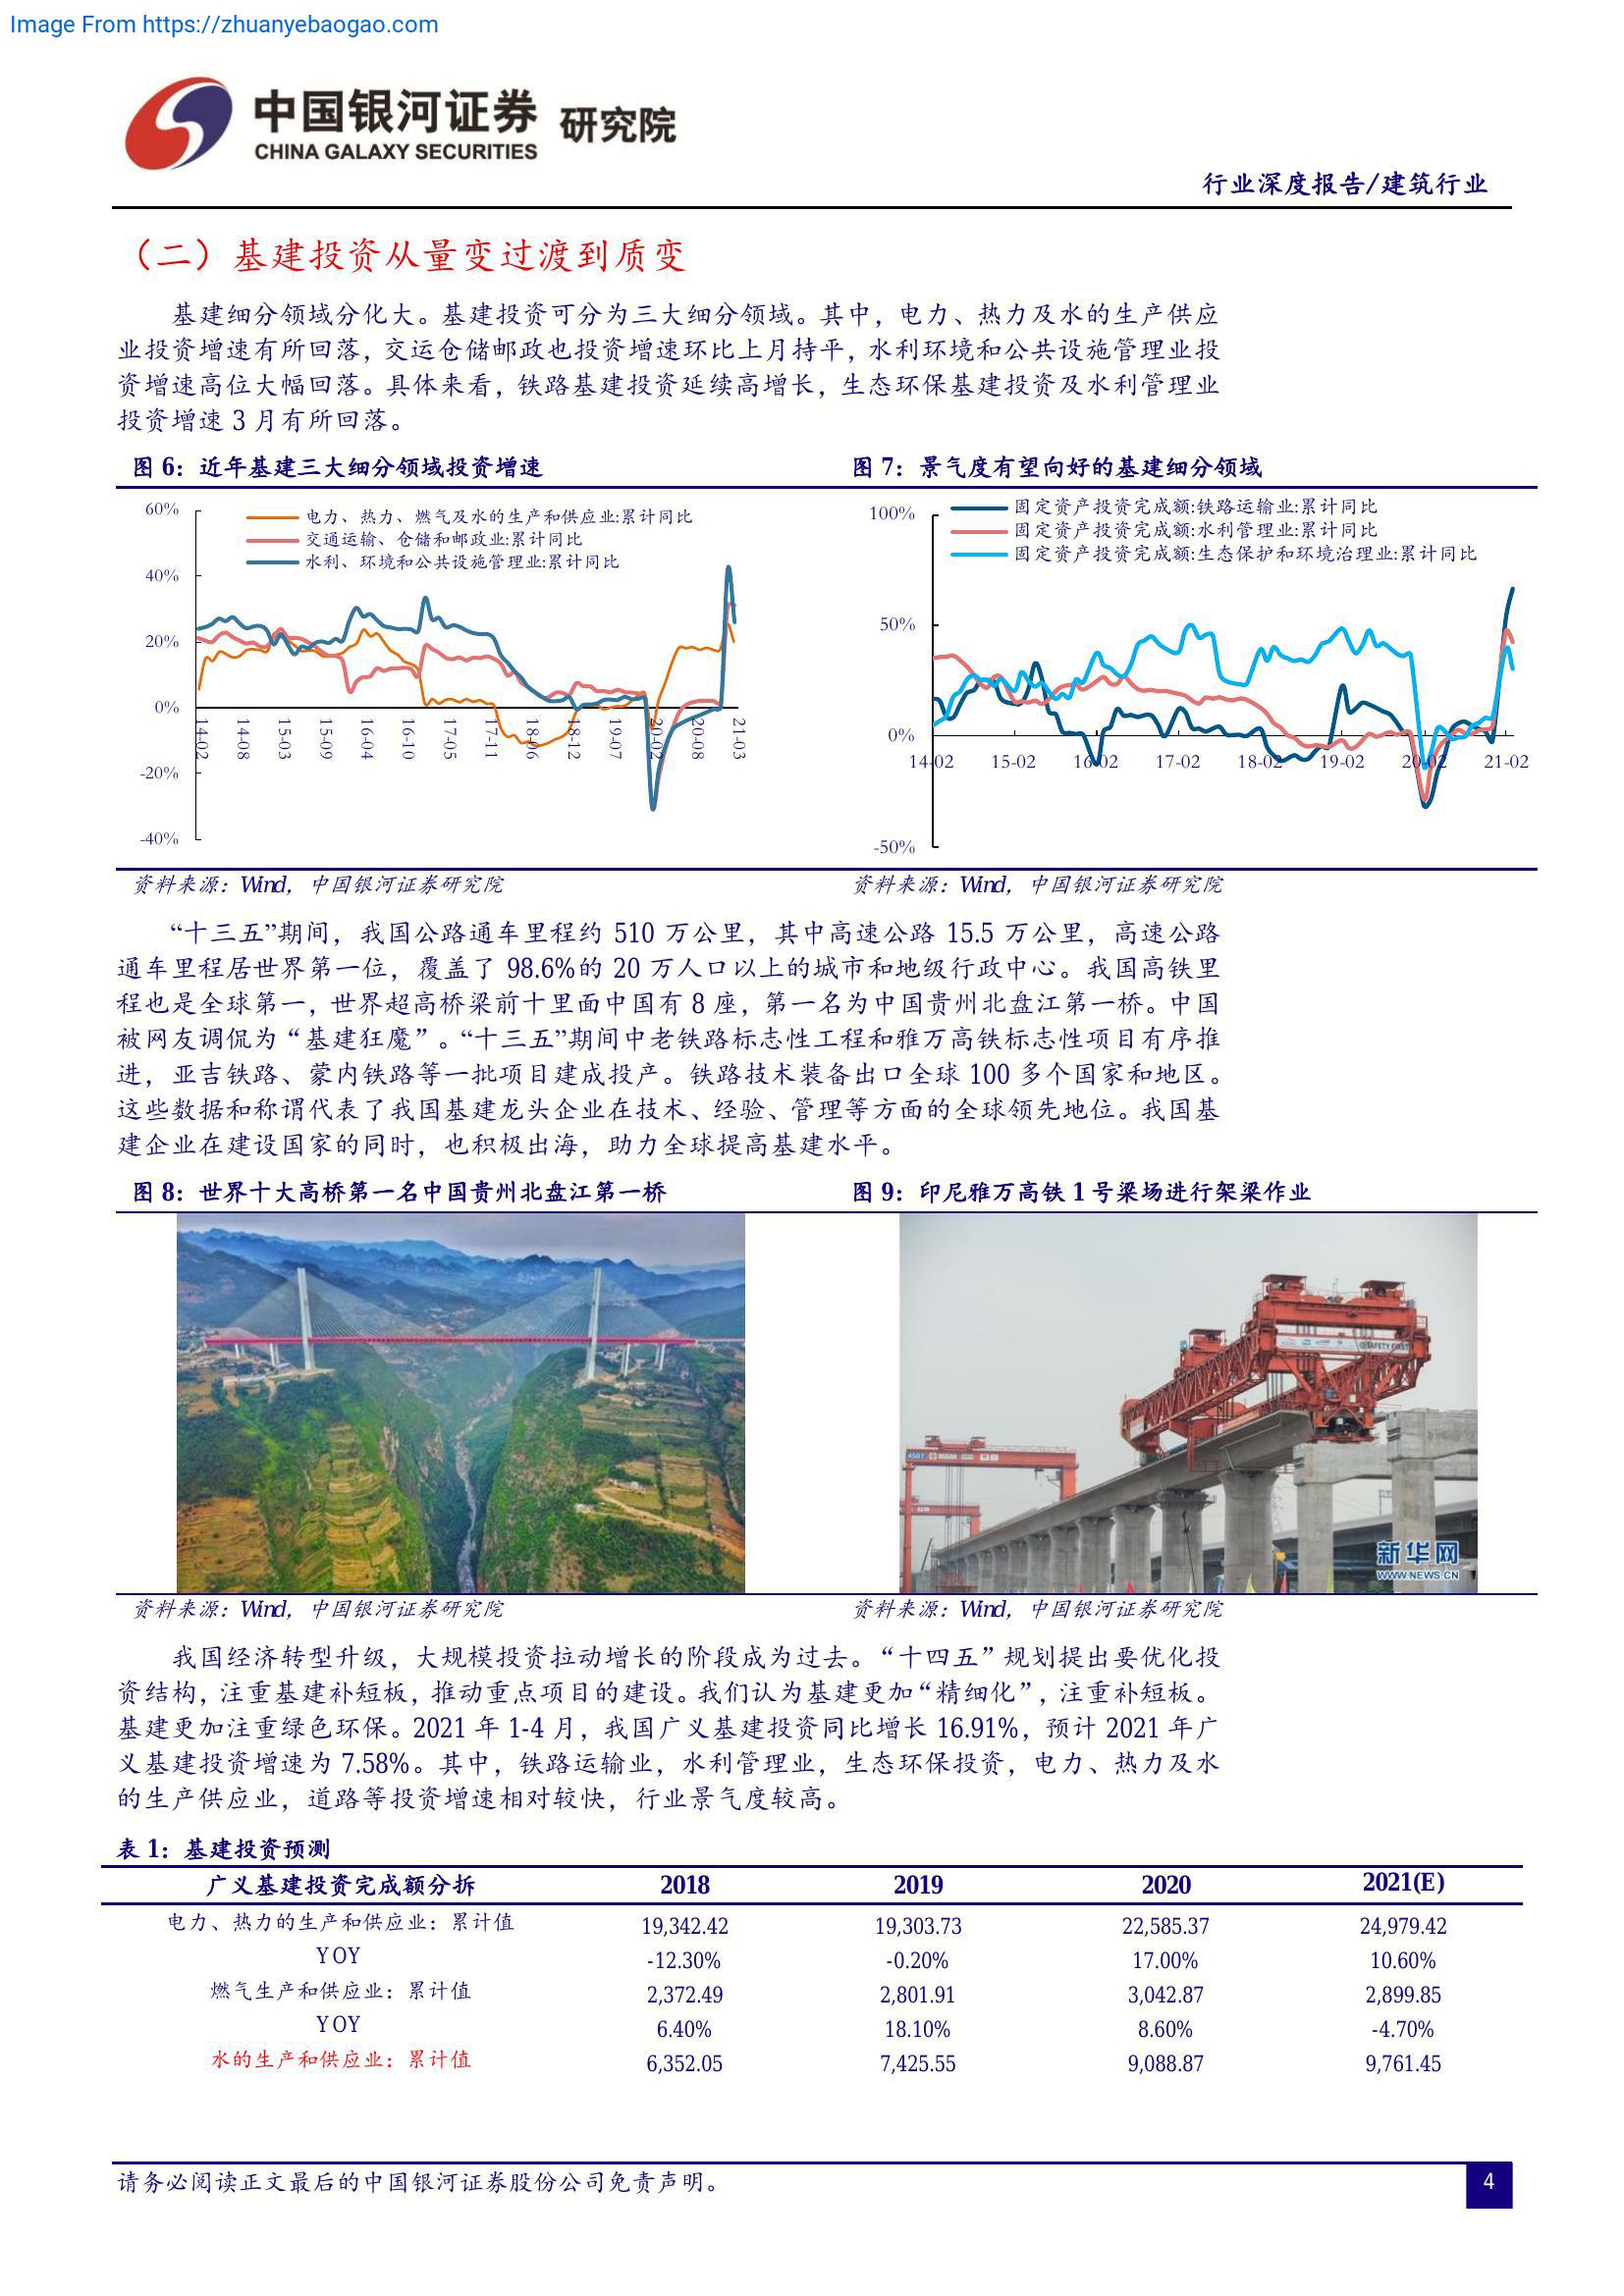 Image From https://zhuanyebaogao.com
中国银河证券 研究院
CHINA GALAXY SECURITIES
行业深度报告/建筑行业
（二）基建投资从量变过渡到质变
基建细分领域分化大。基建投资可分为三大细分领域。其中，电力、热力及水的生产供应
业投资增速有所回落，交运仓储邮政也投资增速环比上月持平，水利环境和公共设施管理业投
资增速高位大幅回落。具体来看，铁路基建投资延续高增长，生态环保基建投资及水利管理业
投资增速 3 月有所回落。
图 6：近年基建三大细分领域投资增速
60%
40%
20%
0%
-20%
-40%
电力、热力、燃气及水的生产和供应业:累计同比
交通运输、仓储和邮政业:累计同比
水利、环境和公共设施管理业:累计同比
14-02 14-08 15-03 15-09 16-04 16-10 17-05 17-11 18-06 18-12 19-07 20-02 20-08 21-03
资料来源：Wind，中国银河证券研究院
图 7：景气度有望向好的基建细分领域
100%
50%
0%
-50%
固定资产投资完成额:铁路运输业:累计同比
固定资产投资完成额:水利管理业:累计同比
固定资产投资完成额:生态保护和环境治理业:累计同比
14-02 15-02 16-02 17-02 18-02 19-02 20-02 21-02
资料来源：Wind，中国银河证券研究院
“十三五”期间，我国公路通车里程约 510 万公里，其中高速公路 15.5 万公里，高速公路
通车里程居世界第一位，覆盖了 98.6%的 20 万人口以上的城市和地级行政中心。我国高铁里
程也是全球第一，世界超高桥梁前十里面中国有 8 座，第一名为中国贵州北盘江第一桥。中国
被网友调侃为“基建狂魔”。“十三五”期间中老铁路标志性工程和雅万高铁标志性项目有序推
进，亚吉铁路、蒙内铁路等一批项目建成投产。铁路技术装备出口全球 100 多个国家和地区。
这些数据和称谓代表了我国基建龙头企业在技术、经验、管理等方面的全球领先地位。我国基
建企业在建设国家的同时，也积极出海，助力全球提高基建水平。
图 8：世界十大高桥第一名中国贵州北盘江第一桥
资料来源：Wind，中国银河证券研究院
图 9：印尼雅万高铁 1 号梁场进行架梁作业
SAFETY FIRST
450T
新华网
WWW.NEWS.CN
资料来源：Wind，中国银河证券研究院
我国经济转型升级，大规模投资拉动增长的阶段成为过去。“十四五”规划提出要优化投
资结构，注重基建补短板，推动重点项目的建设。我们认为基建更加“精细化”，注重补短板。
基建更加注重绿色环保。2021 年 1-4 月，我国广义基建投资同比增长 16.91%，预计 2021 年广
义基建投资增速为 7.58%。其中，铁路运输业，水利管理业，生态环保投资，电力、热力及水
的生产供应业，道路等投资增速相对较快，行业景气度较高。
表 1：基建投资预测
广义基建投资完成额分拆 2018 2019 2020 2021(E)
电力、热力的生产和供应业：累计值 19,342.42 19,303.73 22,585.37 24,979.42
YOY -12.30% -0.20% 17.00% 10.60%
燃气生产和供应业：累计值 2,372.49 2,801.91 3,042.87 2,899.85
YOY 6.40% 18.10% 8.60% -4.70%
水的生产和供应业：累计值 6,352.05 7,425.55 9,088.87 9,761.45
请务必阅读正文最后的中国银河证券股份公司免责声明。
4